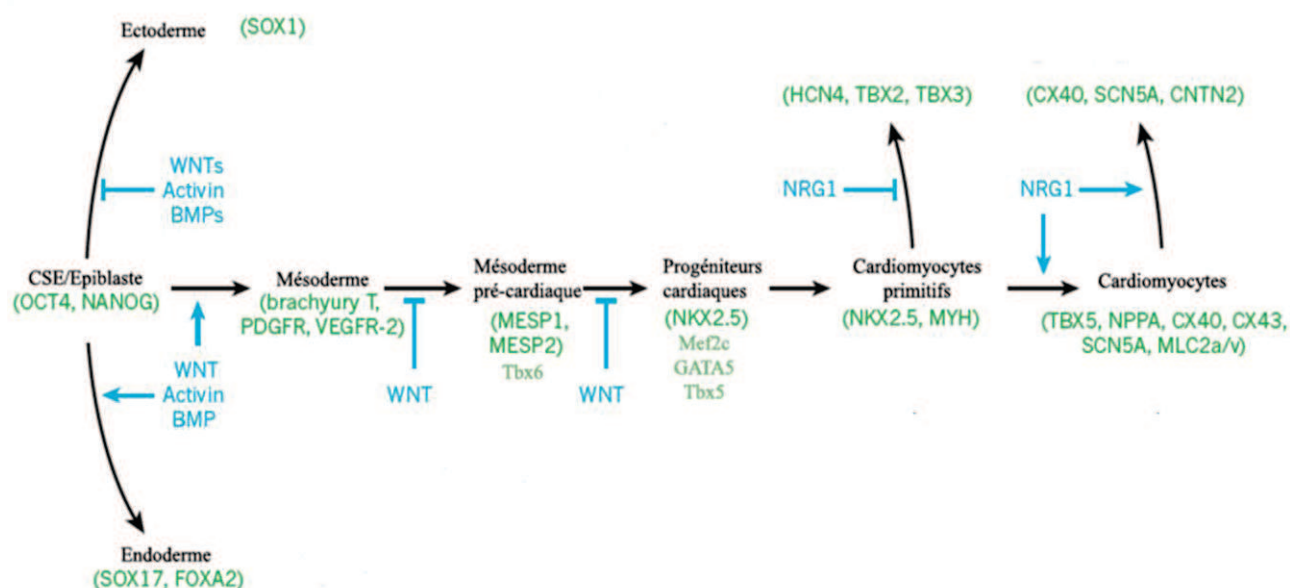 Ectoderme (SOX1)
(HCN4, TBX2, TBX3)
(CX40, SCN5A, CNTN2)
WNTs
Activin
BMPs
NRG1
NRG1
CSE/Epiblaste
(OCT4, NANOG)
Mésoderme
(brachyury T,
PDGFR, VEGFR-2)
Mésoderme
pré-cardiaque
(MESP1,
MESP2)
Tbx6
Progéniteurs
cardiaques
(NKX2.5)
Mef2c
GATA5
Tbx5
Cardiomyocytes
primitifs
(NKX2.5, MYH)
Cardiomyocytes
(TBX5, NPPA, CX40, CX43,
SCN5A, MLC2a/v)
WNT
Activin
BMP
WNT
WNT
Endoderme
(SOX17, FOXA2)